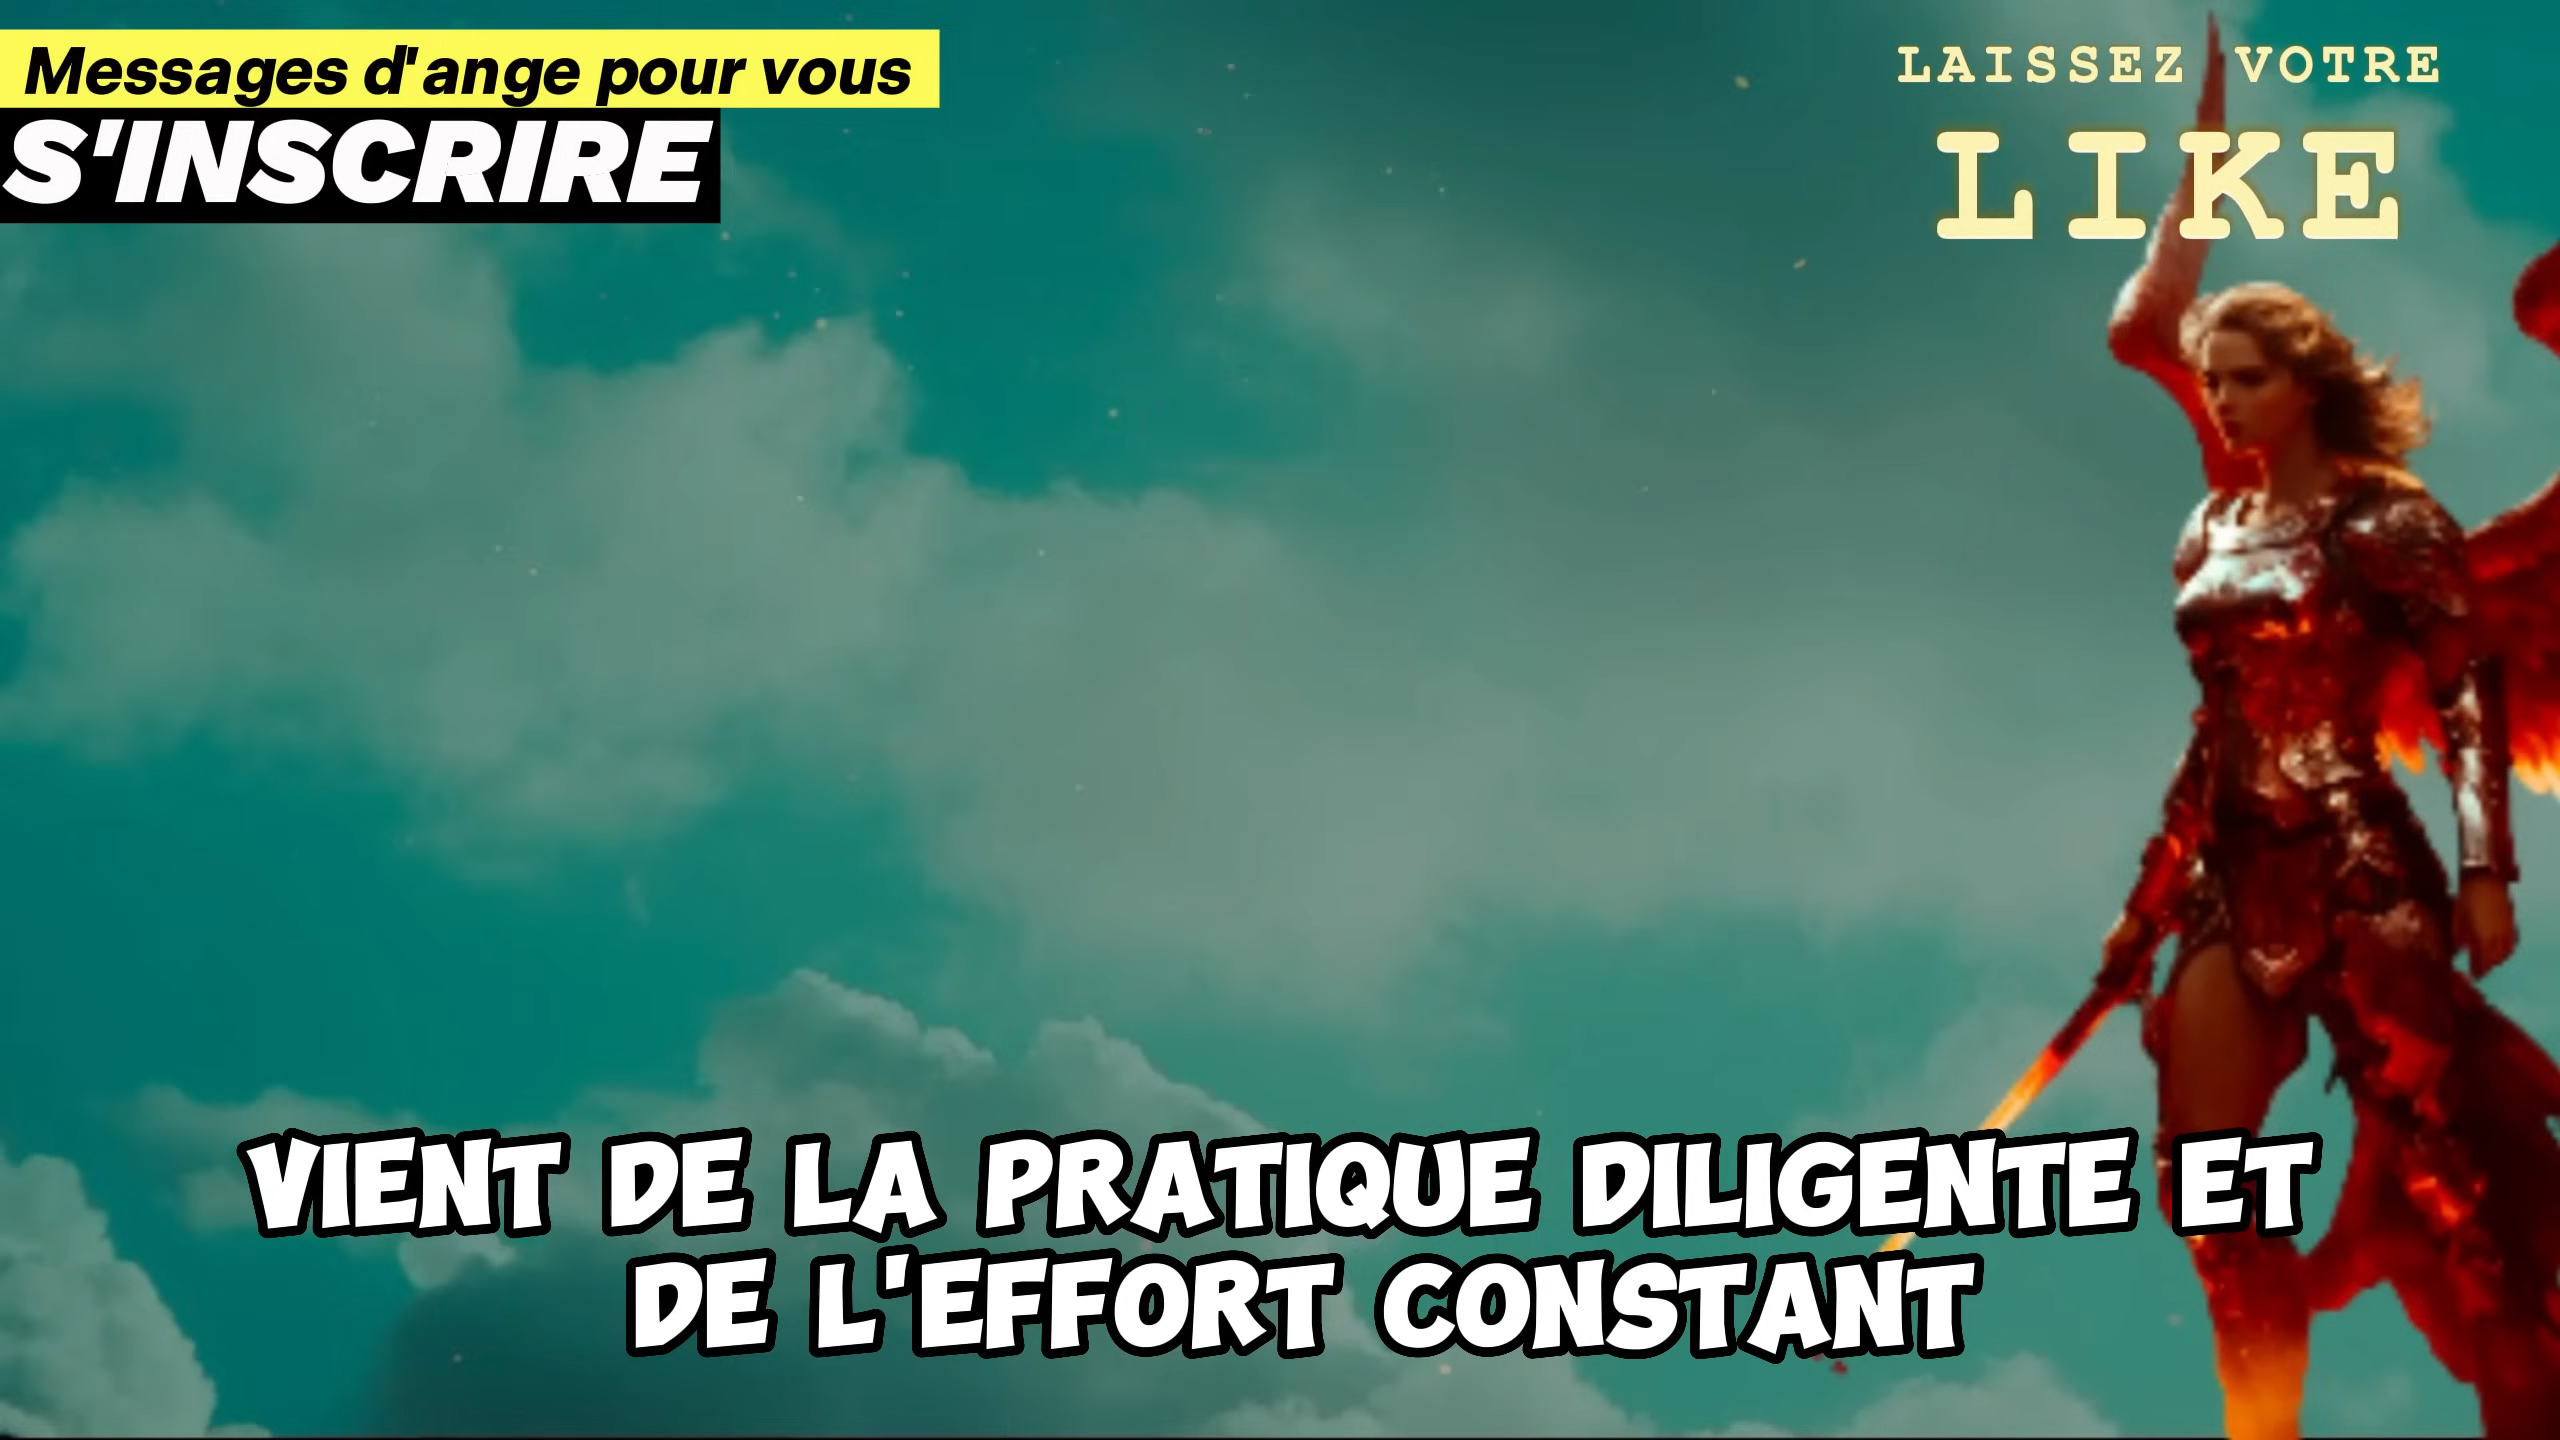 Messages d'ange pour vous
S'INSCRIRE
LAISSEZ VOTRE
LIKE
VIENT DE LA PRATIQUE DILIGENTE ET
DE L'EFFORT CONSTANT